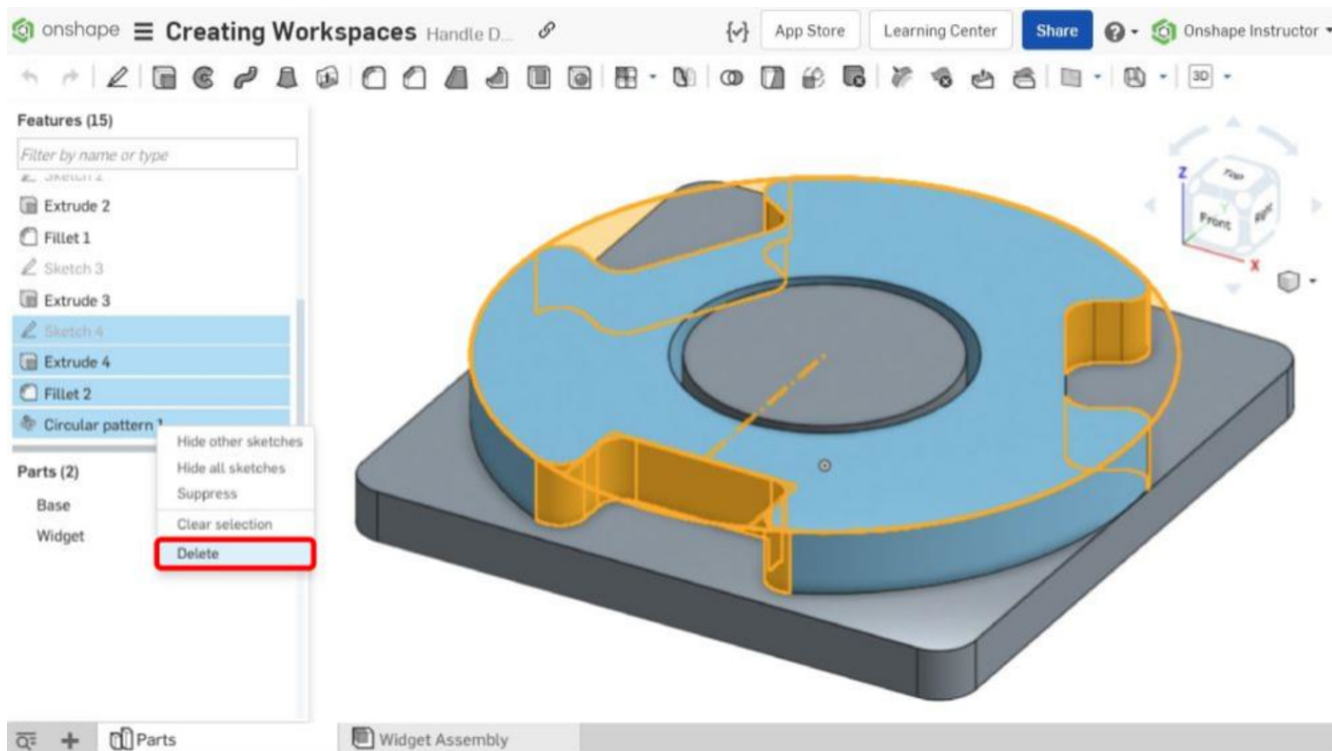 onshape Creating Workspaces Handle D... App Store Learning Center Share Onshape Instructor
3D
Features (15)
Filter by name or type
Sketch 2
Extrude 2
Fillet 1
Sketch 3
Extrude 3
Sketch 4
Extrude 4
Fillet 2
Circular pattern 1
Hide other sketches
Hide all sketches
Suppress
Clear selection
Delete
Parts (2)
Base
Widget
Z
Top
Y
Front
Right
X
Parts
Widget Assembly